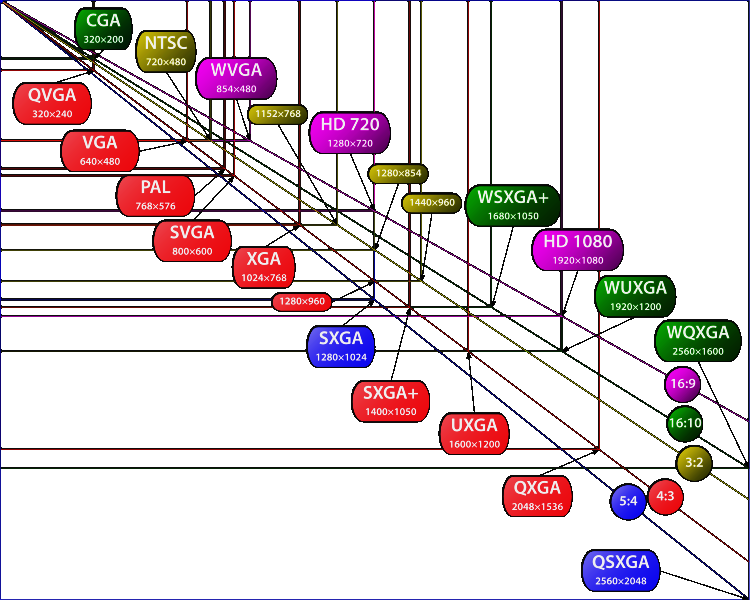 CGA
320×200
NTSC
720×480
WVGA
854×480
QVGA
320×240
1152×768
HD 720
1280×720
VGA
640×480
1280×854
PAL
768×576
1440×960
WSXGA+
1680×1050
SVGA
800×600
HD 1080
1920×1080
XGA
1024×768
WUXGA
1920×1200
1280×960
SXGA
1280×1024
WQXGA
2560×1600
16:9
SXGA+
1400×1050
16:10
UXGA
1600×1200
3:2
QXGA
2048×1536
5:4
4:3
QSXGA
2560×2048